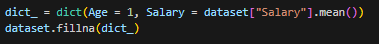 dict_ = dict(Age = 1, Salary = dataset["Salary"].mean())
dataset.fillna(dict_)